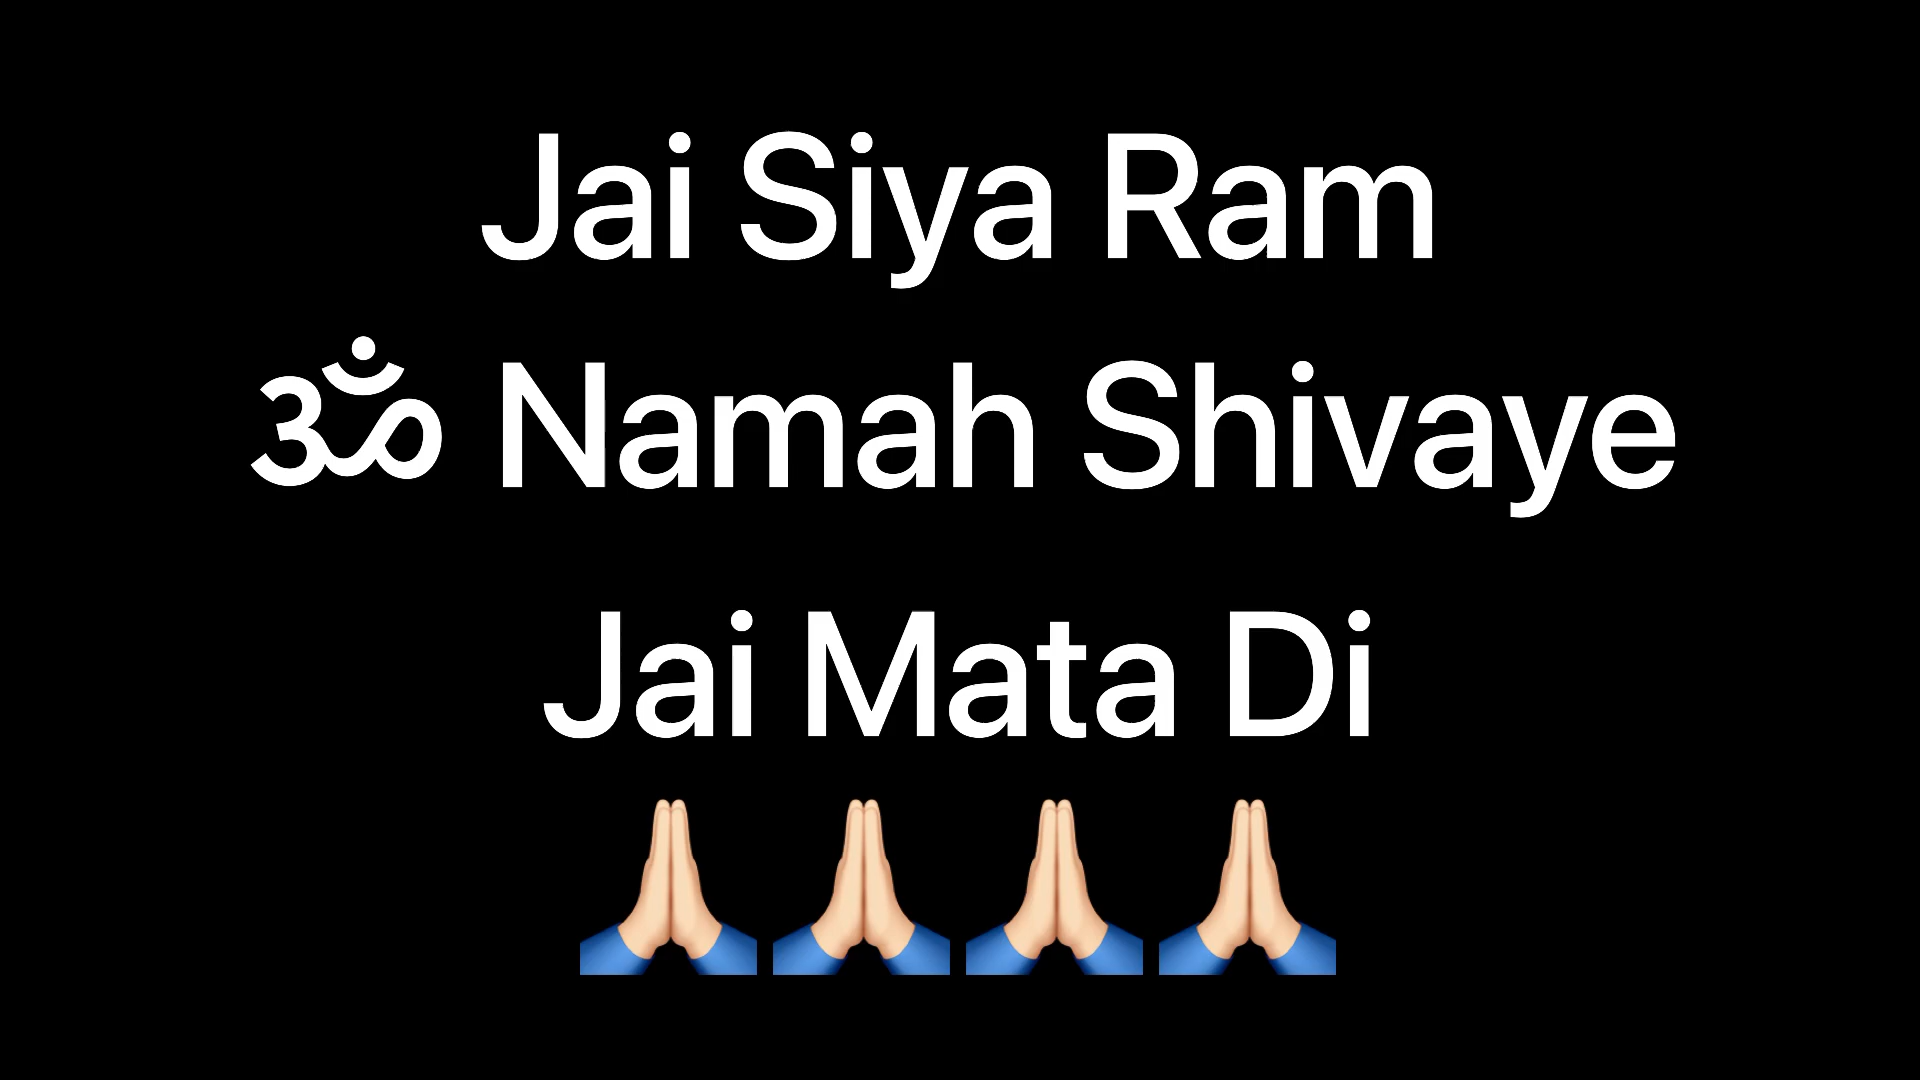 Jai Siya Ram
ॐ Namah Shivaye
Jai Mata Di
🙏🏻🙏🏻🙏🏻🙏🏻